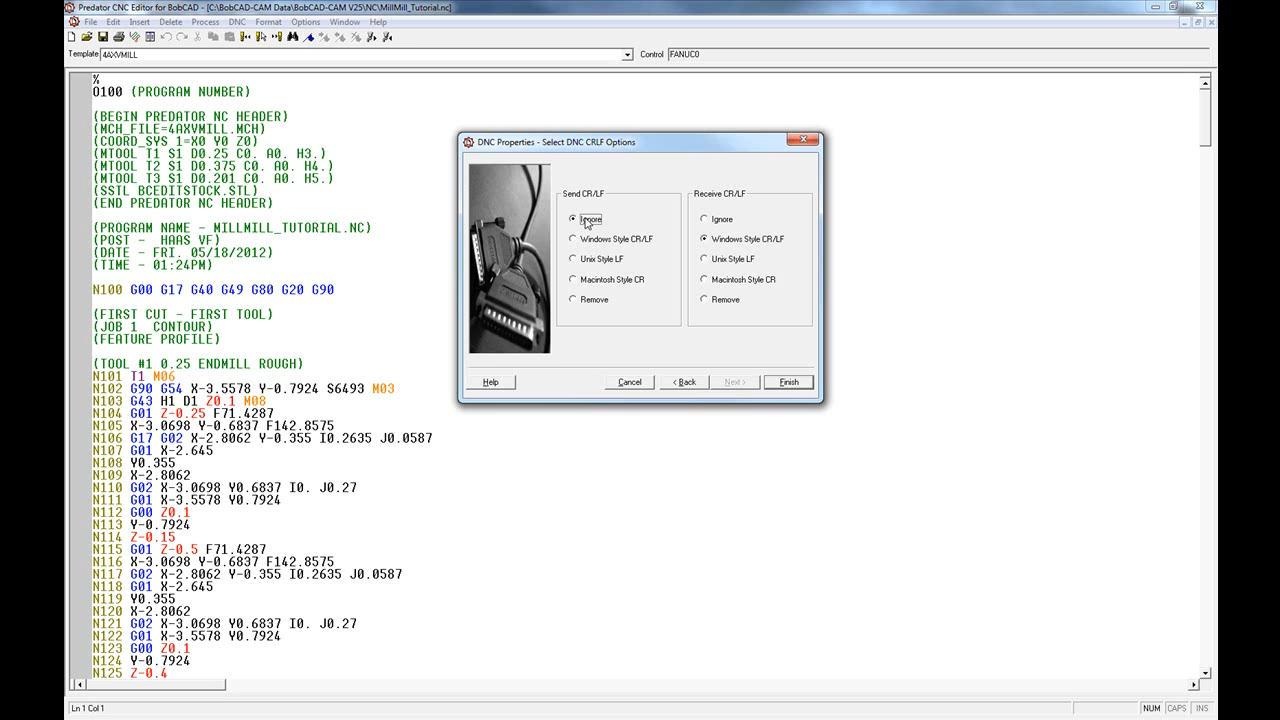 Predator CNC Editor for BobCAD - [C:\BobCAD-CAM Data\BobCAD-CAM V25\NC\MillMill_Tutorial.nc]
File Edit Insert Delete Process DNC Format Options Window Help
Template 4AXVMILL Control FANUC0
%
O100 (PROGRAM NUMBER)
(BEGIN PREDATOR NC HEADER)
(MCH_FILE=4AXVMILL.MCH)
(COORD_SYS 1=X0 Y0 Z0)
(MTOOL T1 S1 D0.25 C0. A0. H3.)
(MTOOL T2 S1 D0.375 C0. A0. H4.)
(MTOOL T3 S1 D0.201 C0. A0. H5.)
(SSTL BCEDITSTOCK.STL)
(END PREDATOR NC HEADER)
(PROGRAM NAME - MILLMILL_TUTORIAL.NC)
(POST -  HAAS VF)
(DATE - FRI. 05/18/2012)
(TIME - 01:24PM)
N100 G00 G17 G40 G49 G80 G20 G90
(FIRST CUT - FIRST TOOL)
(JOB 1  CONTOUR)
(FEATURE PROFILE)
(TOOL #1 0.25 ENDMILL ROUGH)
N101 T1 M06
N102 G90 G54 X-3.5578 Y-0.7924 S6493 M03
N103 G43 H1 D1 Z0.1 M08
N104 G01 Z-0.25 F71.4287
N105 X-3.0698 Y-0.6837 F142.8575
N106 G17 G02 X-2.8062 Y-0.355 I0.2635 J0.0587
N107 G01 X-2.645
N108 Y0.355
N109 X-2.8062
N110 G02 X-3.0698 Y0.6837 I0. J0.27
N111 G01 X-3.5578 Y0.7924
N112 G00 Z0.1
N113 Y-0.7924
N114 Z-0.15
N115 G01 Z-0.5 F71.4287
N116 X-3.0698 Y-0.6837 F142.8575
N117 G02 X-2.8062 Y-0.355 I0.2635 J0.0587
N118 G01 X-2.645
N119 Y0.355
N120 X-2.8062
N121 G02 X-3.0698 Y0.6837 I0. J0.27
N122 G01 X-3.5578 Y0.7924
N123 G00 Z0.1
N124 Y-0.7924
N125 Z-0.4
DNC Properties - Select DNC CRLF Options
Send CR/LF
Ignore
Windows Style CR/LF
Unix Style LF
Macintosh Style CR
Remove
Receive CR/LF
Ignore
Windows Style CR/LF
Unix Style LF
Macintosh Style CR
Remove
Help Cancel < Back Next > Finish
Ln 1 Col 1 NUM CAPS INS